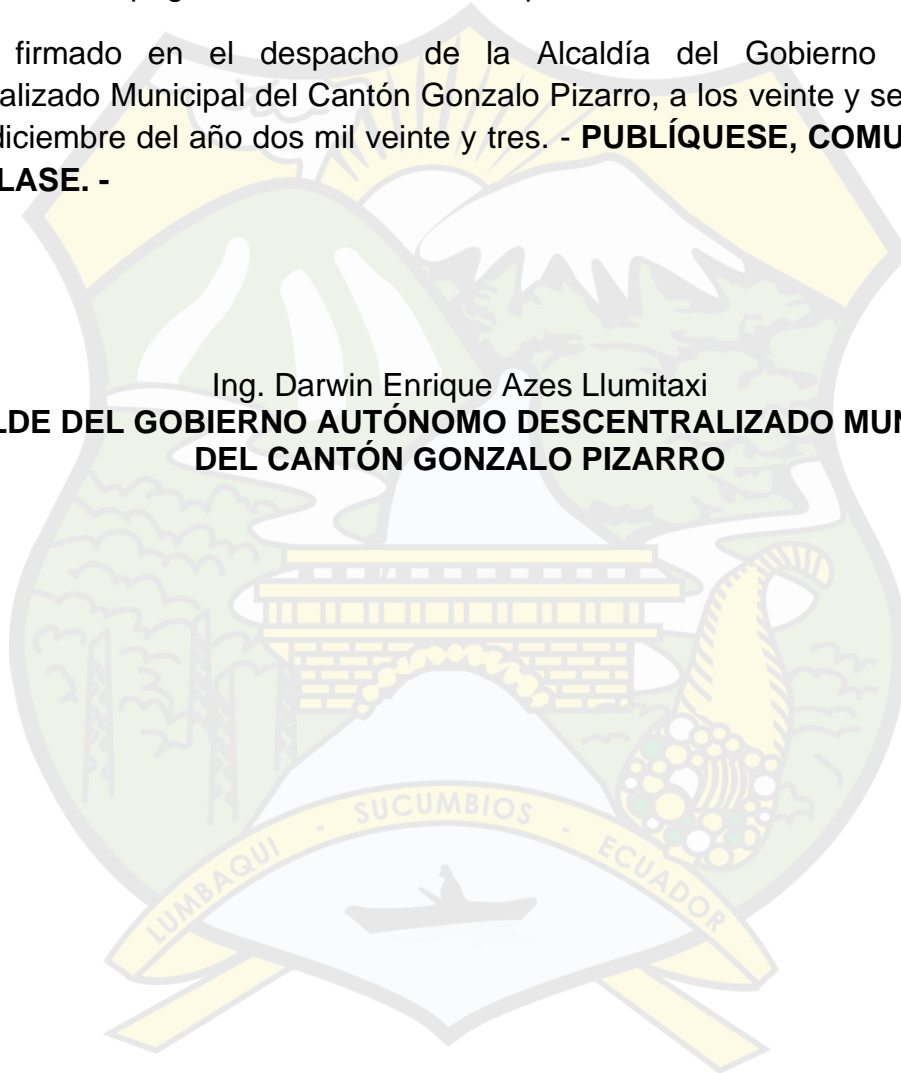 firmado en el despacho de la Alcaldía del Gobierno
alizado Municipal del Cantón Gonzalo Pizarro, a los veinte y se
diciembre del año dos mil veinte y tres. - PUBLÍQUESE, COMU
LASE. -
Ing. Darwin Enrique Azes Llumitaxi
LDE DEL GOBIERNO AUTÓNOMO DESCENTRALIZADO MUN
DEL CANTÓN GONZALO PIZARRO
LUMBAQUI - SUCUMBIOS - ECUADOR